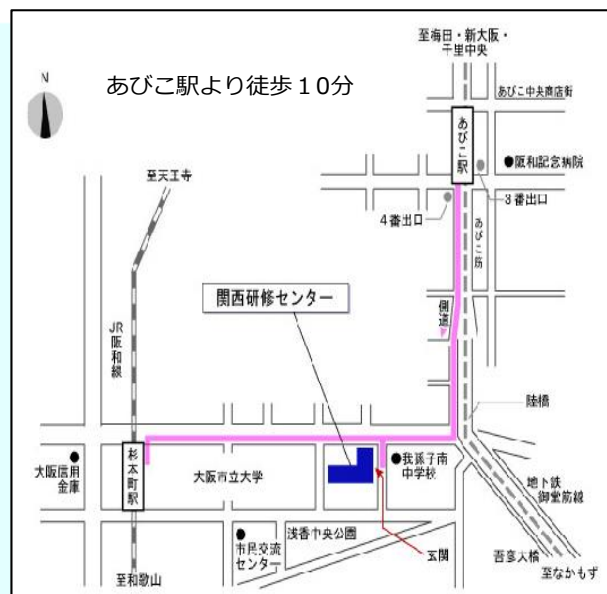 至梅田・新大阪・
千里中央
N
あびこ駅より徒歩10分
あびこ中央商店街
あびこ駅
●阪和記念病院
3番出口
4番出口
あびこ筋
至天王寺
関西研修センター
側道
JR
阪和線
陸橋
大阪信用
金庫
杉本町駅
大阪市立大学
●我孫子南
中学校
地下鉄
御堂筋線
浅香中央公園
市民交流
センター
玄関
吾彦大橋
至なかもず
至和歌山